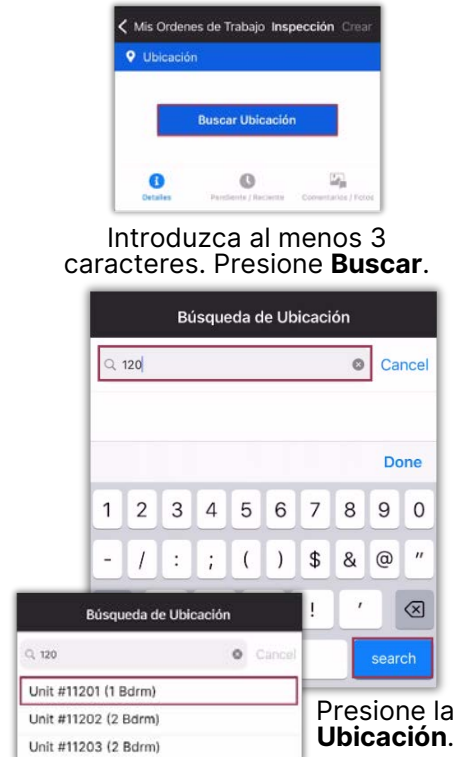 Mis Ordenes de Trabajo Inspección Crear
Ubicación
Buscar Ubicación
Detalles Pendiente / Reciente Comentarios / Fotos
Introduzca al menos 3
caracteres. Presione Buscar.
Búsqueda de Ubicación
120 Cancel
Done
1 2 3 4 5 6 7 8 9 0
- / : ; ( ) $ & @ "
! '
search
Búsqueda de Ubicación
120 Cancel
Unit #11201 (1 Bdrm)
Unit #11202 (2 Bdrm)
Unit #11203 (2 Bdrm)
Presione la
Ubicación.